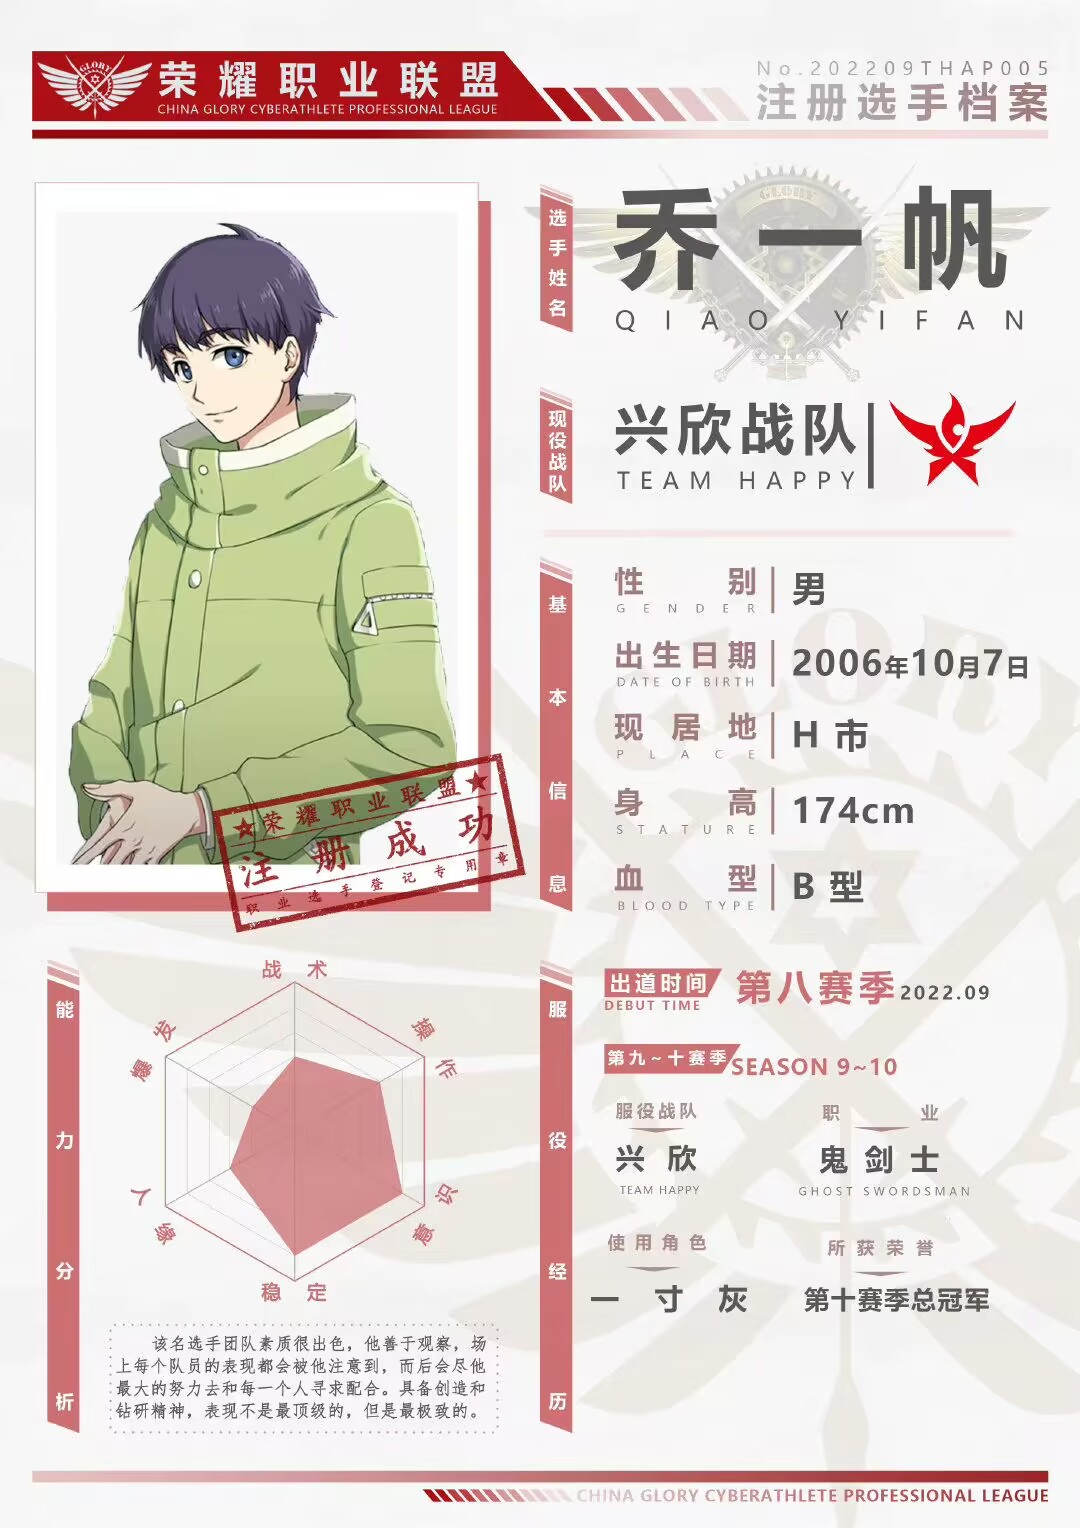 GLORY
荣耀职业联盟
CHINA GLORY CYBERATHLETE PROFESSIONAL LEAGUE
No.202209THAP005
注册选手档案
选手姓名
乔一帆
QIAO YIFAN
现役战队
兴欣战队
TEAM HAPPY
基本信息
性别
GENDER
男
出生日期
DATE OF BIRTH
2006年10月7日
现居地
PLACE
H 市
身高
STATURE
174cm
血型
BLOOD TYPE
B 型
★荣耀职业联盟★
注册成功
职业选手登记专用章
能力分析
战术
操作
意识
稳定
人缘
爆发
该名选手团队素质很出色，他善于观察，场
上每个队员的表现都会被他注意到，而后会尽他
最大的努力去和每一个人寻求配合。具备创造和
钻研精神，表现不是最顶级的，但是最极致的。
服役经历
出道时间
DEBUT TIME
第八赛季2022.09
第九~十赛季
SEASON 9~10
服役战队
兴欣
TEAM HAPPY
职业
鬼剑士
GHOST SWORDSMAN
使用角色
一寸灰
所获荣誉
第十赛季总冠军
CHINA GLORY CYBERATHLETE PROFESSIONAL LEAGUE